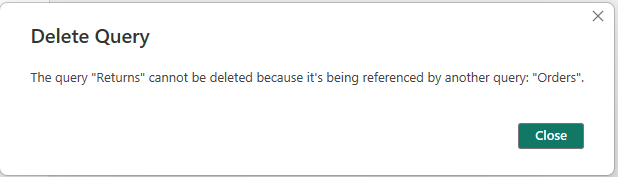 Delete Query
The query "Returns" cannot be deleted because it's being referenced by another query: "Orders".
Close